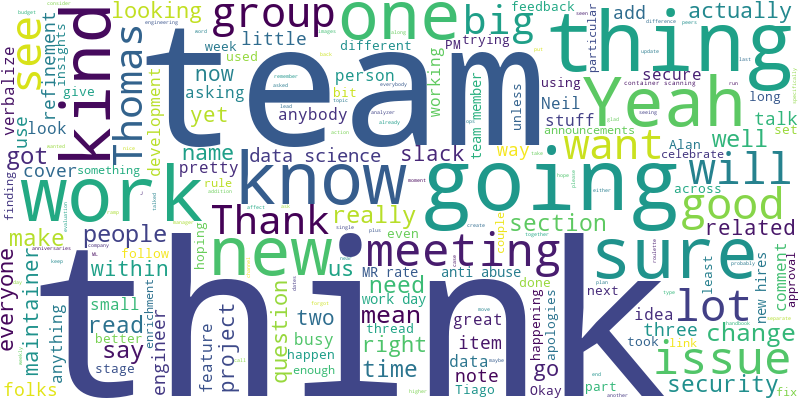 team
think
thing
going
work
know
Yeah
sure
new
kind
one
big
group
see
Thomas
want
will
good
meeting
Thank
lot
issue
change
security
people
really
section
data science
slack
looking
now
asking
yet
name
person
anybody
little
different
week
used
bit
PM
trying
feedback
add
actually
particular
working
using
Neil
secure
container scanning
stuff
announcements
long
talk
set
unless
team member
way
well
Alan
celebrate
across
related
couple
even
everyone
verbalize
refinement
insights
give
look
use
development
got
cover
something
pretty
rule
make
follow
finding
maintainer
within
read
small
better
say
stage
anything
folks
engineer
enrichment
feature
project
question
hoping
us
need
two
busy
happen
enough
right
time
mean
MR rate
work day
thread
anti abuse
done
great
item
data
note
Tiago
happening
apologies
go
Okay
next
part
idea
three
took
link
least
new hires
comment
approval
fix